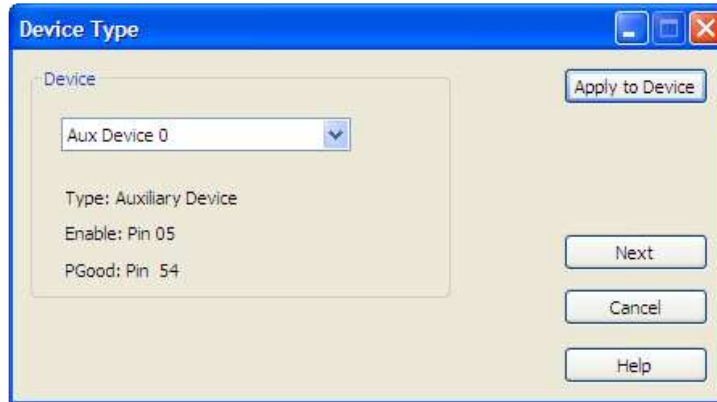 Device Type
Device
Apply to Device
Aux Device 0
Type: Auxiliary Device
Enable: Pin 05
PGood: Pin  54
Next
Cancel
Help